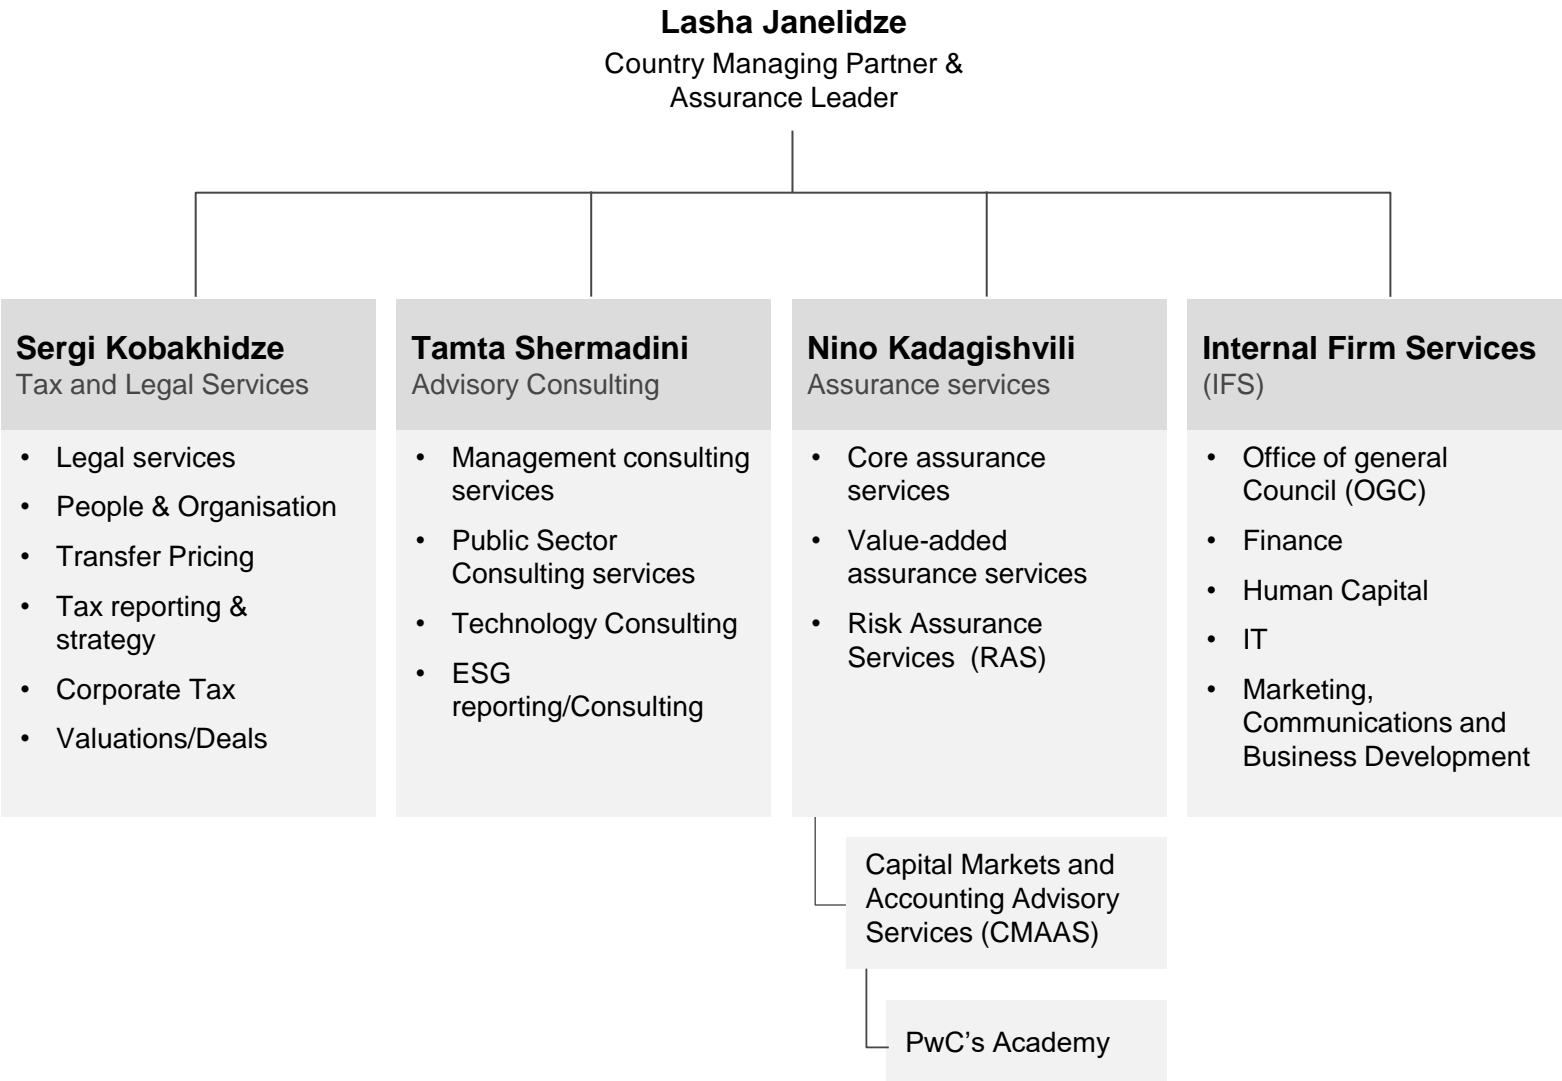 Lasha Janelidze
Country Managing Partner &
Assurance Leader
Sergi Kobakhidze
Tax and Legal Services
• Legal services
• People & Organisation
• Transfer Pricing
• Tax reporting &
strategy
• Corporate Tax
• Valuations/Deals
Tamta Shermadini
Advisory Consulting
• Management consulting
services
• Public Sector
Consulting services
• Technology Consulting
• ESG
reporting/Consulting
Nino Kadagishvili
Assurance services
• Core assurance
services
• Value-added
assurance services
• Risk Assurance
Services (RAS)
Capital Markets and
Accounting Advisory
Services (CMAAS)
PwC’s Academy
Internal Firm Services
(IFS)
• Office of general
Council (OGC)
• Finance
• Human Capital
• IT
• Marketing,
Communications and
Business Development